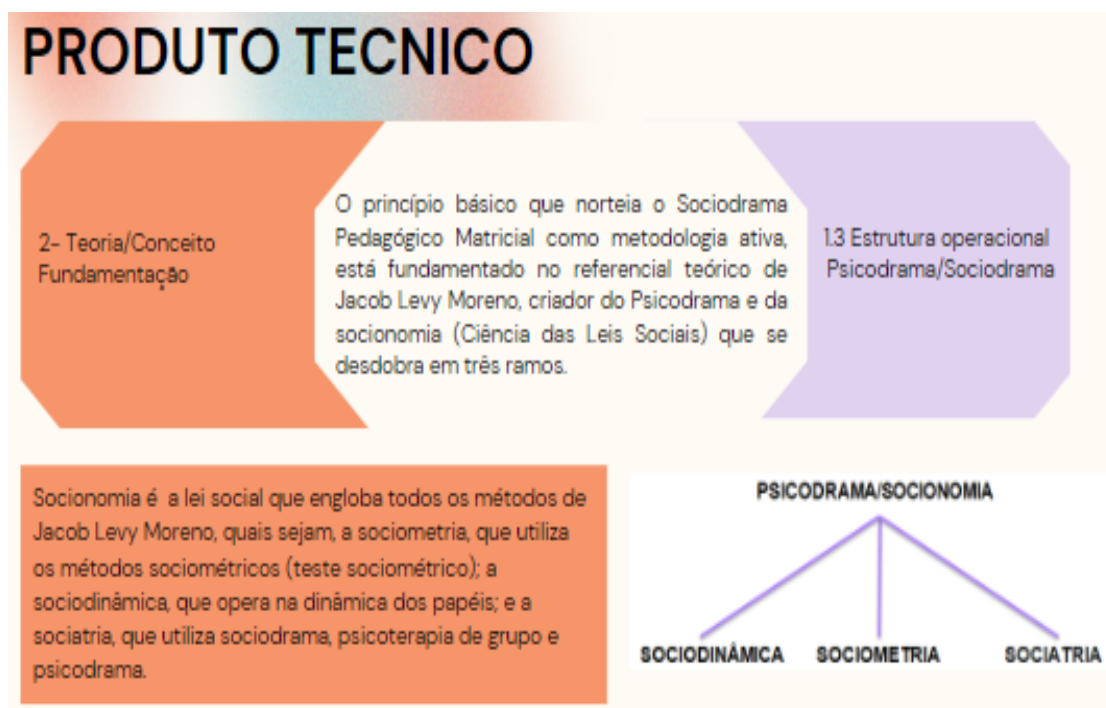 PRODUTO TECNICO
2- Teoria/Conceito
Fundamentação
O princípio básico que norteia o Sociodrama
Pedagógico Matricial como metodologia ativa,
está fundamentado no referencial teórico de
Jacob Levy Moreno, criador do Psicodrama e da
socionomia (Ciência das Leis Sociais) que se
desdobra em três ramos.
1.3 Estrutura operacional
Psicodrama/Sociodrama
Socionomia é a lei social que engloba todos os métodos de
Jacob Levy Moreno, quais sejam, a sociometria, que utiliza
os métodos sociométricos (teste sociométrico); a
sociodinâmica, que opera na dinâmica dos papéis; e a
sociatria, que utiliza sociodrama, psicoterapia de grupo e
psicodrama.
PSICODRAMA/SOCIONOMIA
SOCIODINÂMICA SOCIOMETRIA SOCIATRIA